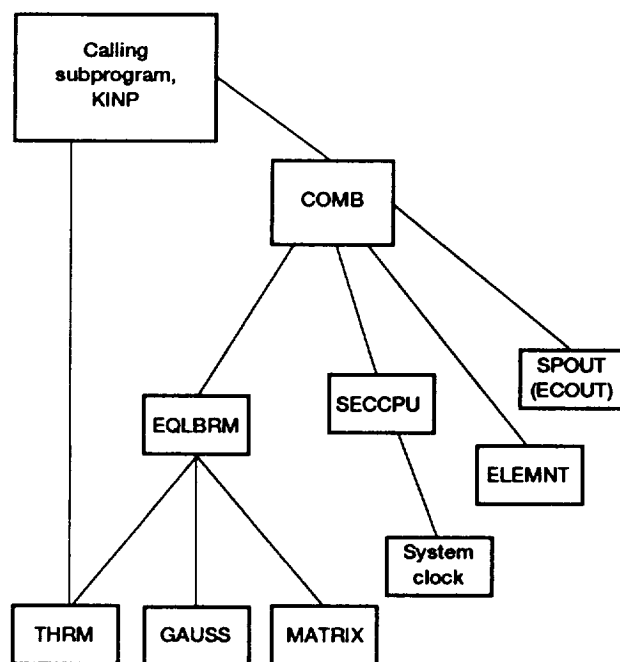 Calling
subprogram,
KINP
COMB
SPOUT
(ECOUT)
EQLBRM
SECCPU
ELEMNT
System
clock
THRM
GAUSS
MATRIX